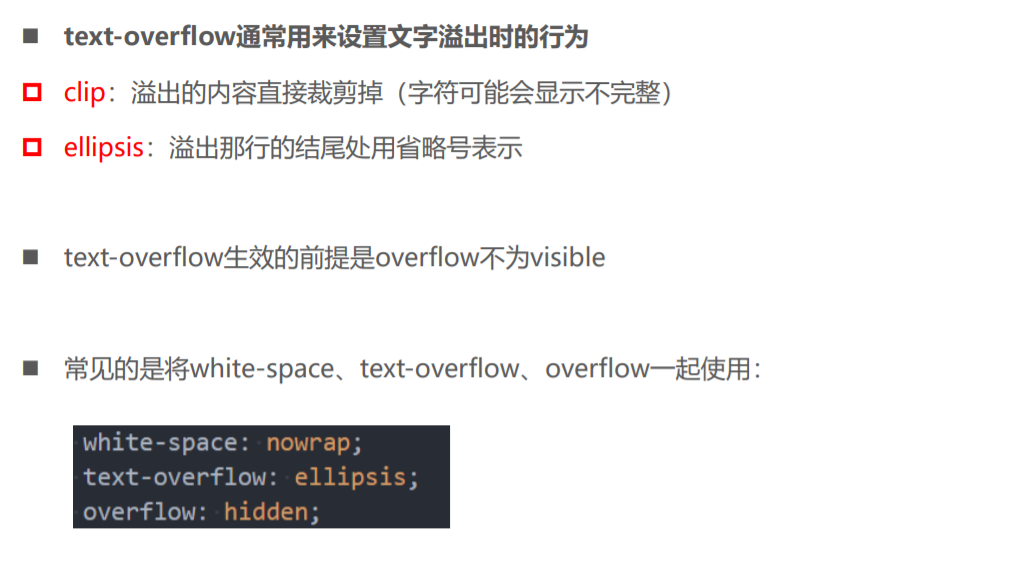 text-overflow通常用来设置文字溢出时的行为
clip：溢出的内容直接裁剪掉（字符可能会显示不完整）
ellipsis：溢出那行的结尾处用省略号表示
text-overflow生效的前提是overflow不为visible
常见的是将white-space、text-overflow、overflow一起使用：
white-space: nowrap;
text-overflow: ellipsis;
overflow: hidden;